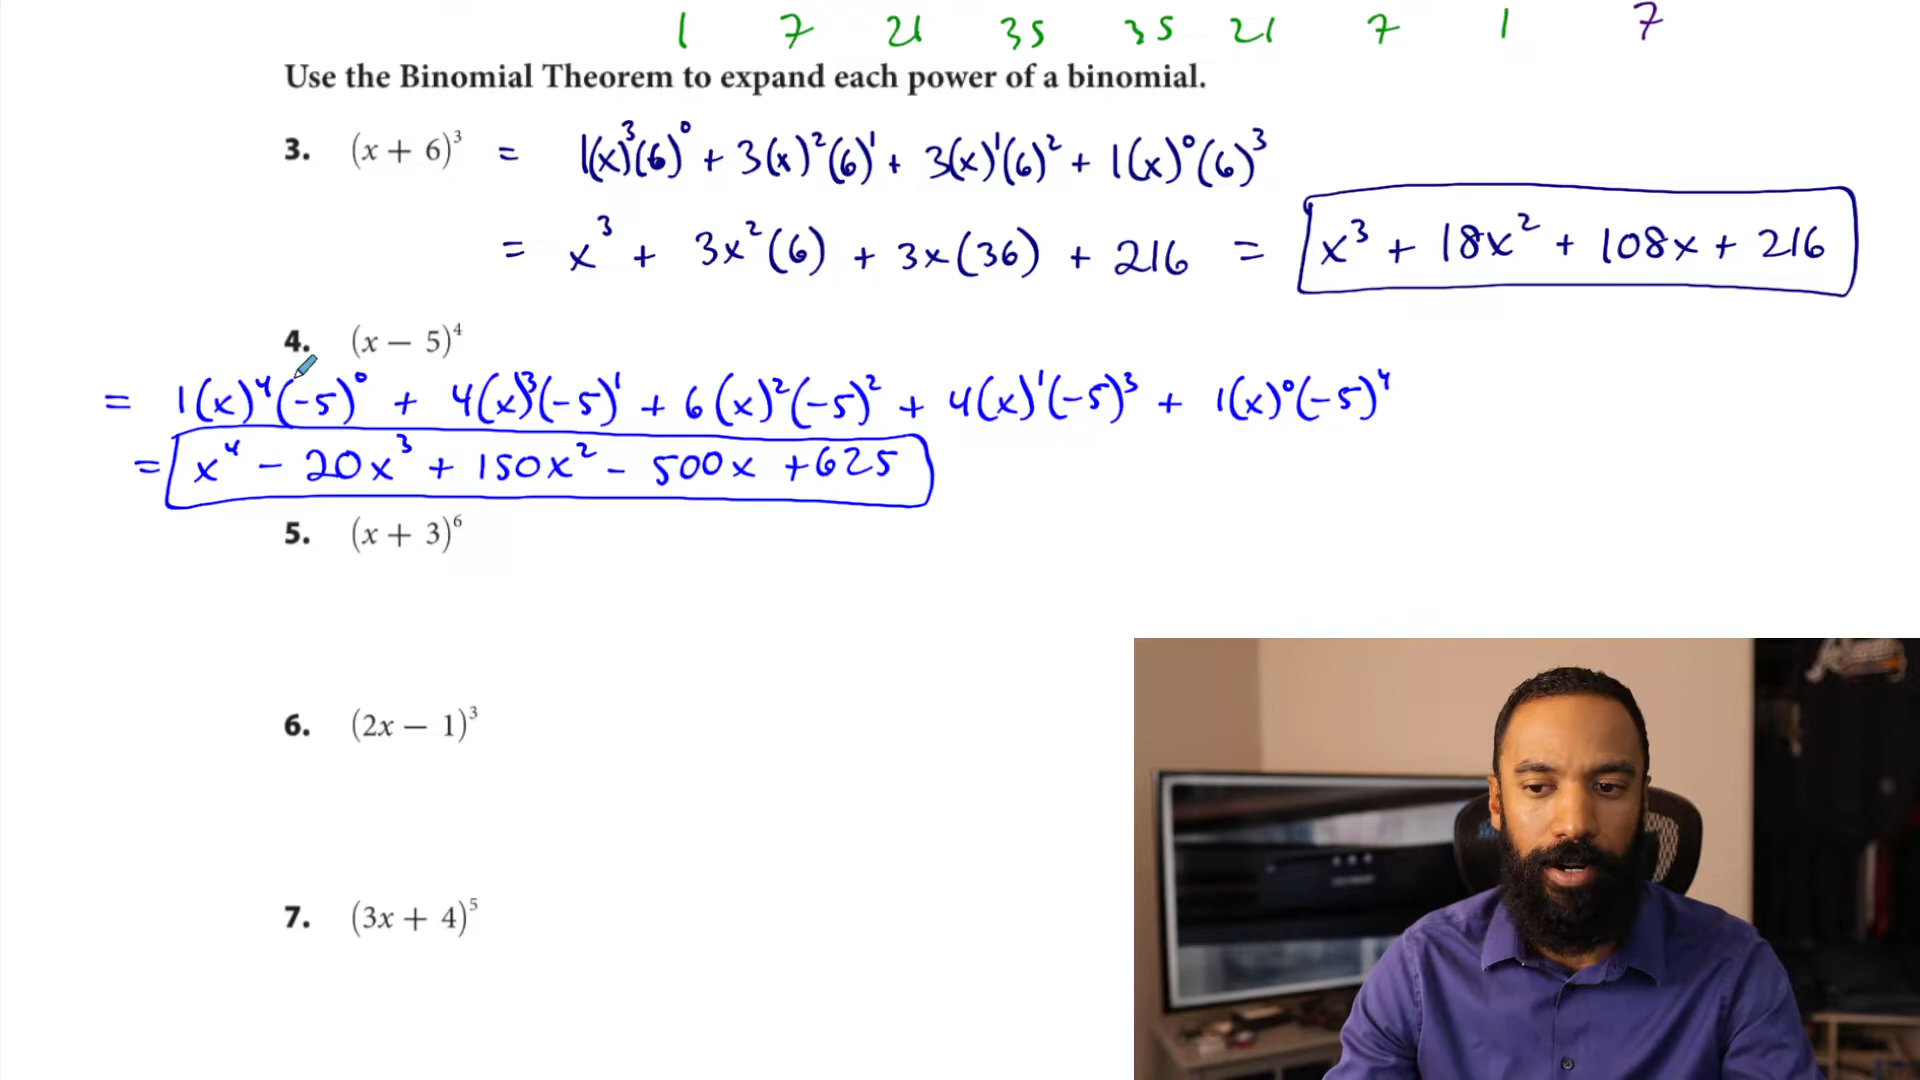 1 7 21 35 35 21 7 1 7
Use the Binomial Theorem to expand each power of a binomial.
3. (x + 6)³ = 1(x)³(6)⁰ + 3(x)²(6)¹ + 3(x)¹(6)² + 1(x)⁰(6)³
= x³ + 3x²(6) + 3x(36) + 216 = x³ + 18x² + 108x + 216
4. (x − 5)⁴
= 1(x)⁴(−5)⁰ + 4(x)³(−5)¹ + 6(x)²(−5)² + 4(x)¹(−5)³ + 1(x)⁰(−5)⁴
= x⁴ − 20x³ + 150x² − 500x + 625
5. (x + 3)⁶
6. (2x − 1)³
7. (3x + 4)⁵